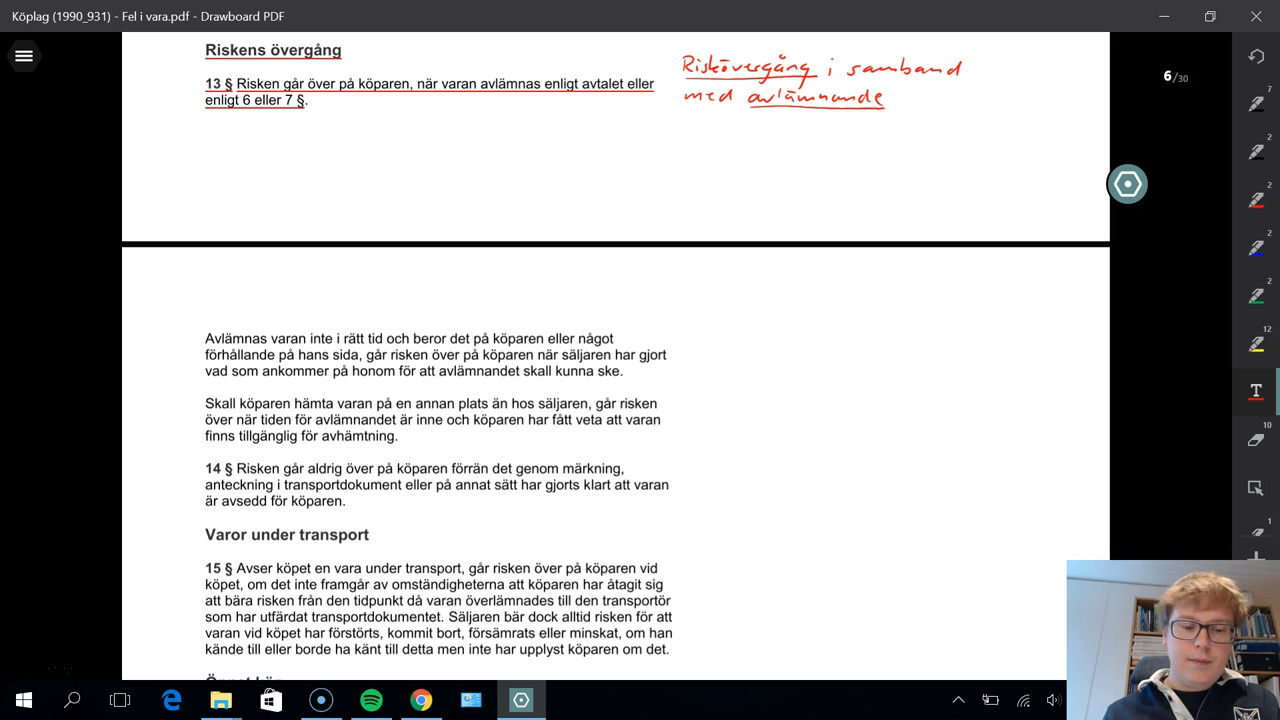 Köplag (1990_931) - Fel i vara.pdf - Drawboard PDF
Riskens övergång
13 § Risken går över på köparen, när varan avlämnas enligt avtalet eller
enligt 6 eller 7 §.
Riskövergång i samband
med avlämnande
6/30
Avlämnas varan inte i rätt tid och beror det på köparen eller något
förhållande på hans sida, går risken över på köparen när säljaren har gjort
vad som ankommer på honom för att avlämnandet skall kunna ske.
Skall köparen hämta varan på en annan plats än hos säljaren, går risken
över när tiden för avlämnandet är inne och köparen har fått veta att varan
finns tillgänglig för avhämtning.
14 § Risken går aldrig över på köparen förrän det genom märkning,
anteckning i transportdokument eller på annat sätt har gjorts klart att varan
är avsedd för köparen.
Varor under transport
15 § Avser köpet en vara under transport, går risken över på köparen vid
köpet, om det inte framgår av omständigheterna att köparen har åtagit sig
att bära risken från den tidpunkt då varan överlämnades till den transportör
som har utfärdat transportdokumentet. Säljaren bär dock alltid risken för att
varan vid köpet har förstörts, kommit bort, försämrats eller minskat, om han
kände till eller borde ha känt till detta men inte har upplyst köparen om det.
7
2
2
2
2
12
T
10
1